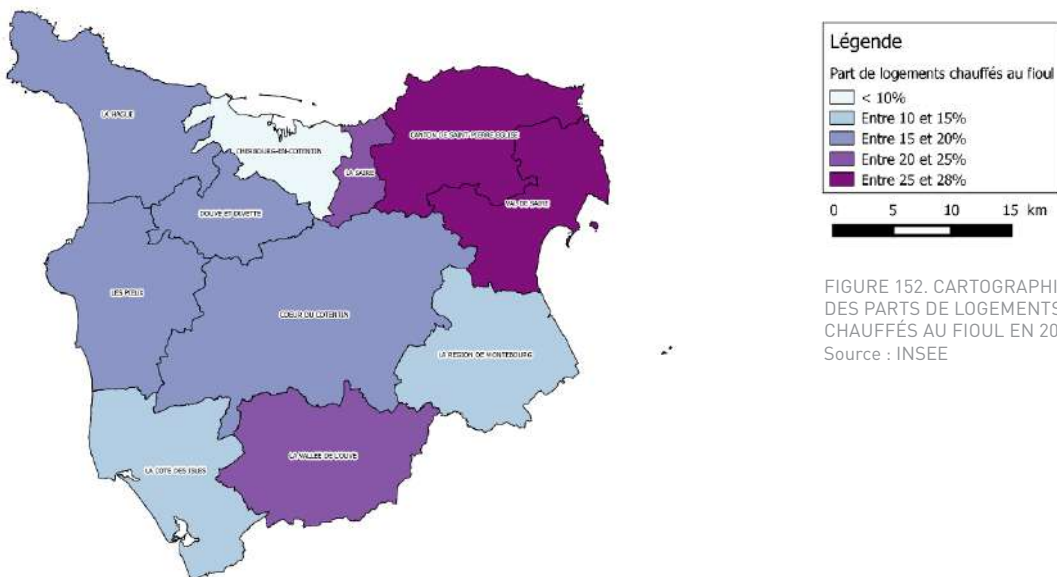 Légende
Part de logements chauffés au fioul
< 10%
Entre 10 et 15%
Entre 15 et 20%
Entre 20 et 25%
Entre 25 et 28%
0 5 10 15 km
LA HAGUE
CHERBOURG-EN-COTENTIN
LA SAIRE
CANTON DE SAINT-PIERRE-EGLISE
VAL DE SAIRE
DOUVE ET DIVETTE
LES PIEUX
COEUR DU COTENTIN
LA REGION DE MONTEBOURG
LA COTE DES ISLES
LA VALLEE DE L'OUVE
FIGURE 152. CARTOGRAPHI
DES PARTS DE LOGEMENTS
CHAUFFÉS AU FIOUL EN 20
Source : INSEE